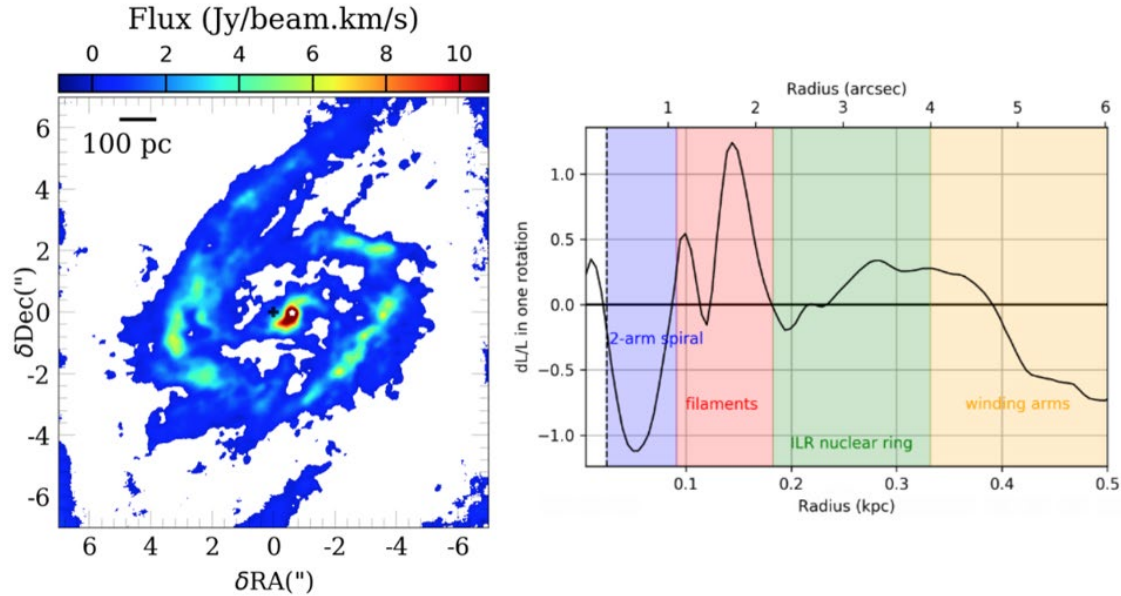 Flux (Jy/beam.km/s)
0 2 4 6 8 10
100 pc
6
4
2
0
-2
-4
-6
δDec(")
6 4 2 0 -2 -4 -6
δRA(")
Radius (arcsec)
1 2 3 4 5 6
dL/L in one rotation
1.0
0.5
0.0
−0.5
−1.0
2-arm spiral
filaments
ILR nuclear ring
winding arms
0.1 0.2 0.3 0.4 0.5
Radius (kpc)